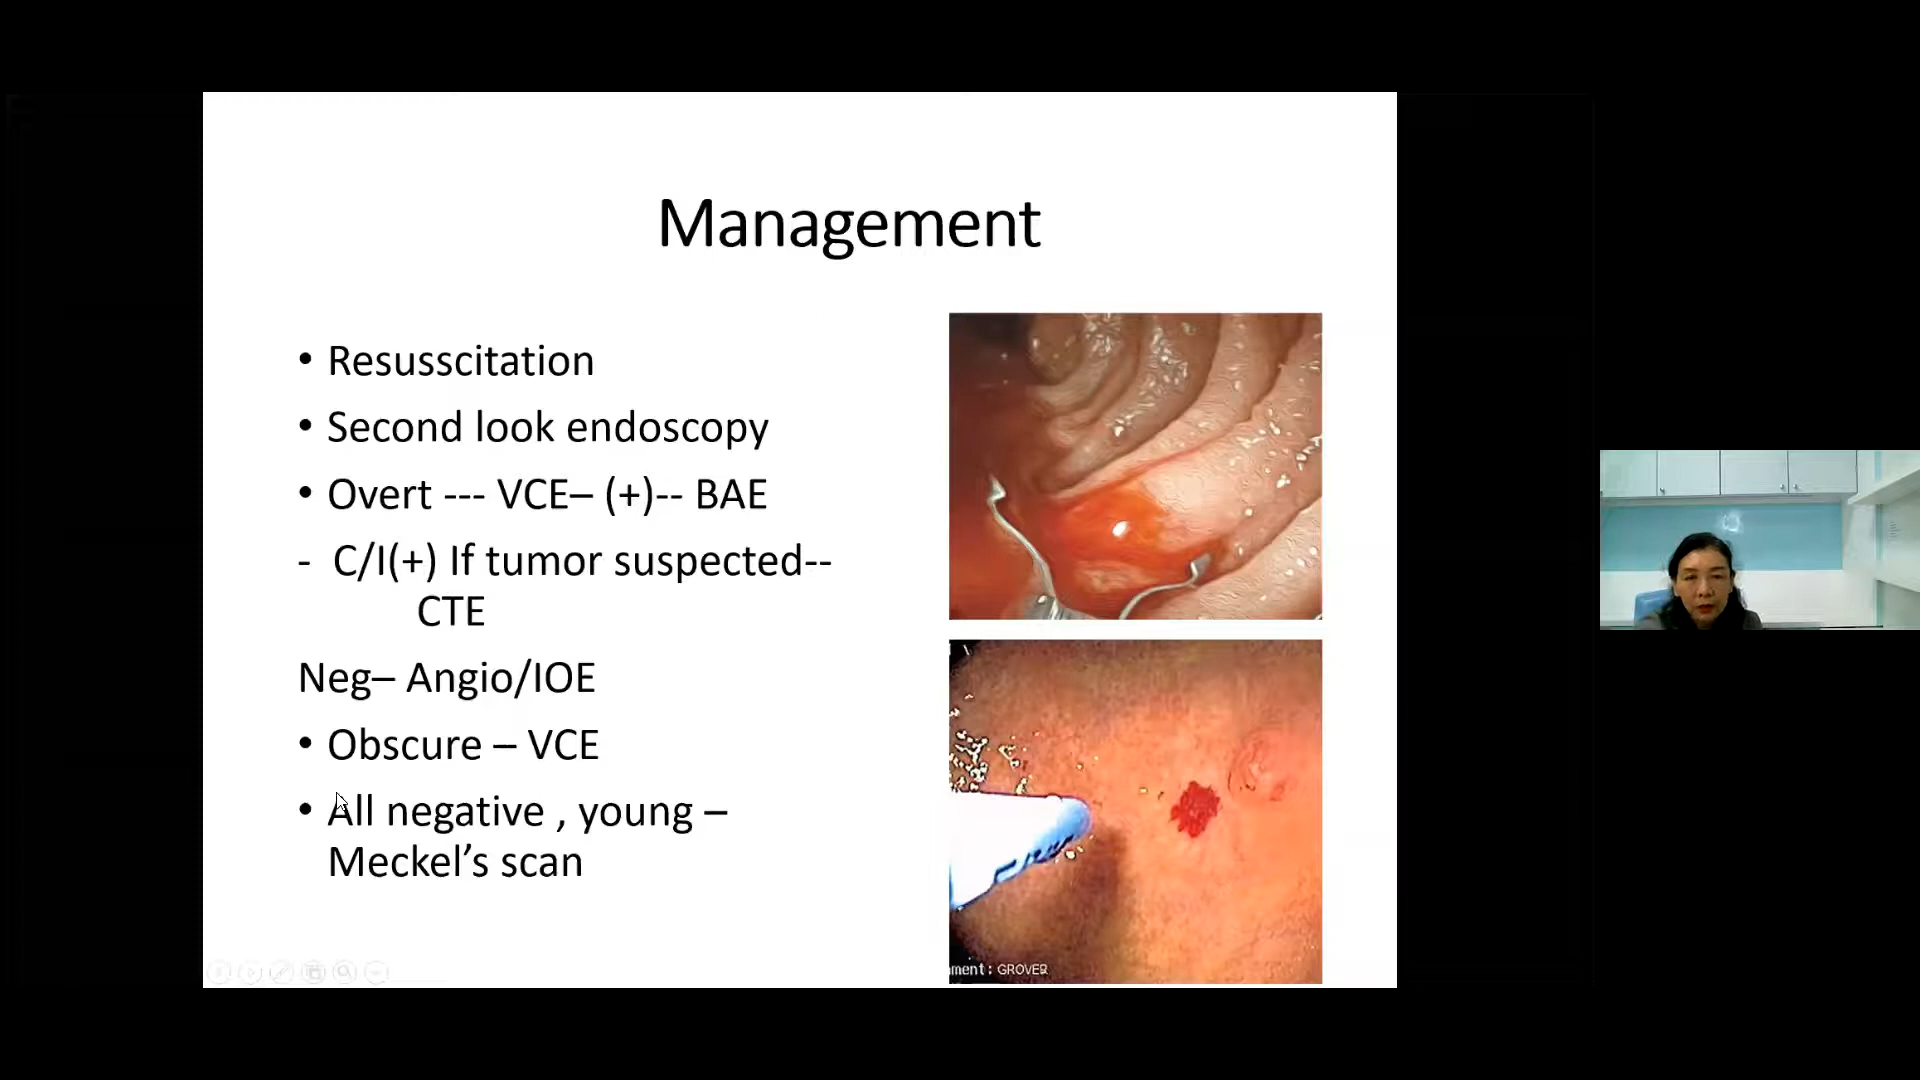 Management
• Resusscitation
• Second look endoscopy
• Overt --- VCE– (+)-- BAE
- C/I(+) If tumor suspected--
CTE
Neg– Angio/IOE
• Obscure – VCE
• All negative , young –
Meckel’s scan
ment: GROVER